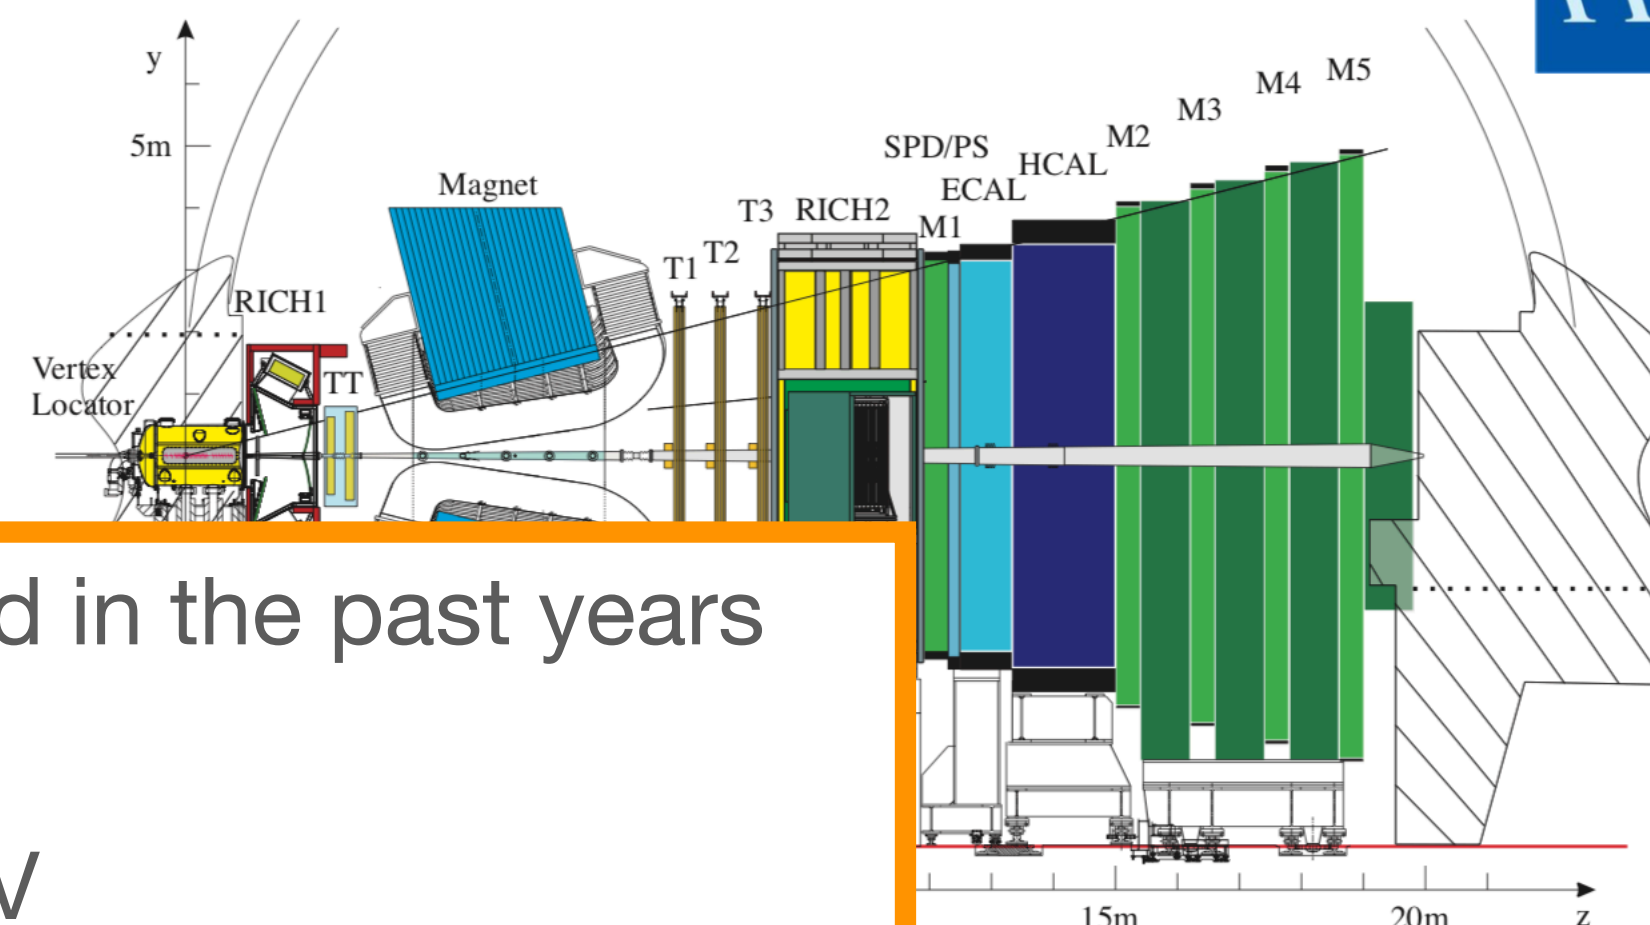 y
M5
M4
M3
M2
5m
SPD/PS
HCAL
Magnet
ECAL
T3
RICH2
M1
T2
T1
RICH1
Vertex
Locator
TT
d in the past years
V
15m
20m
z